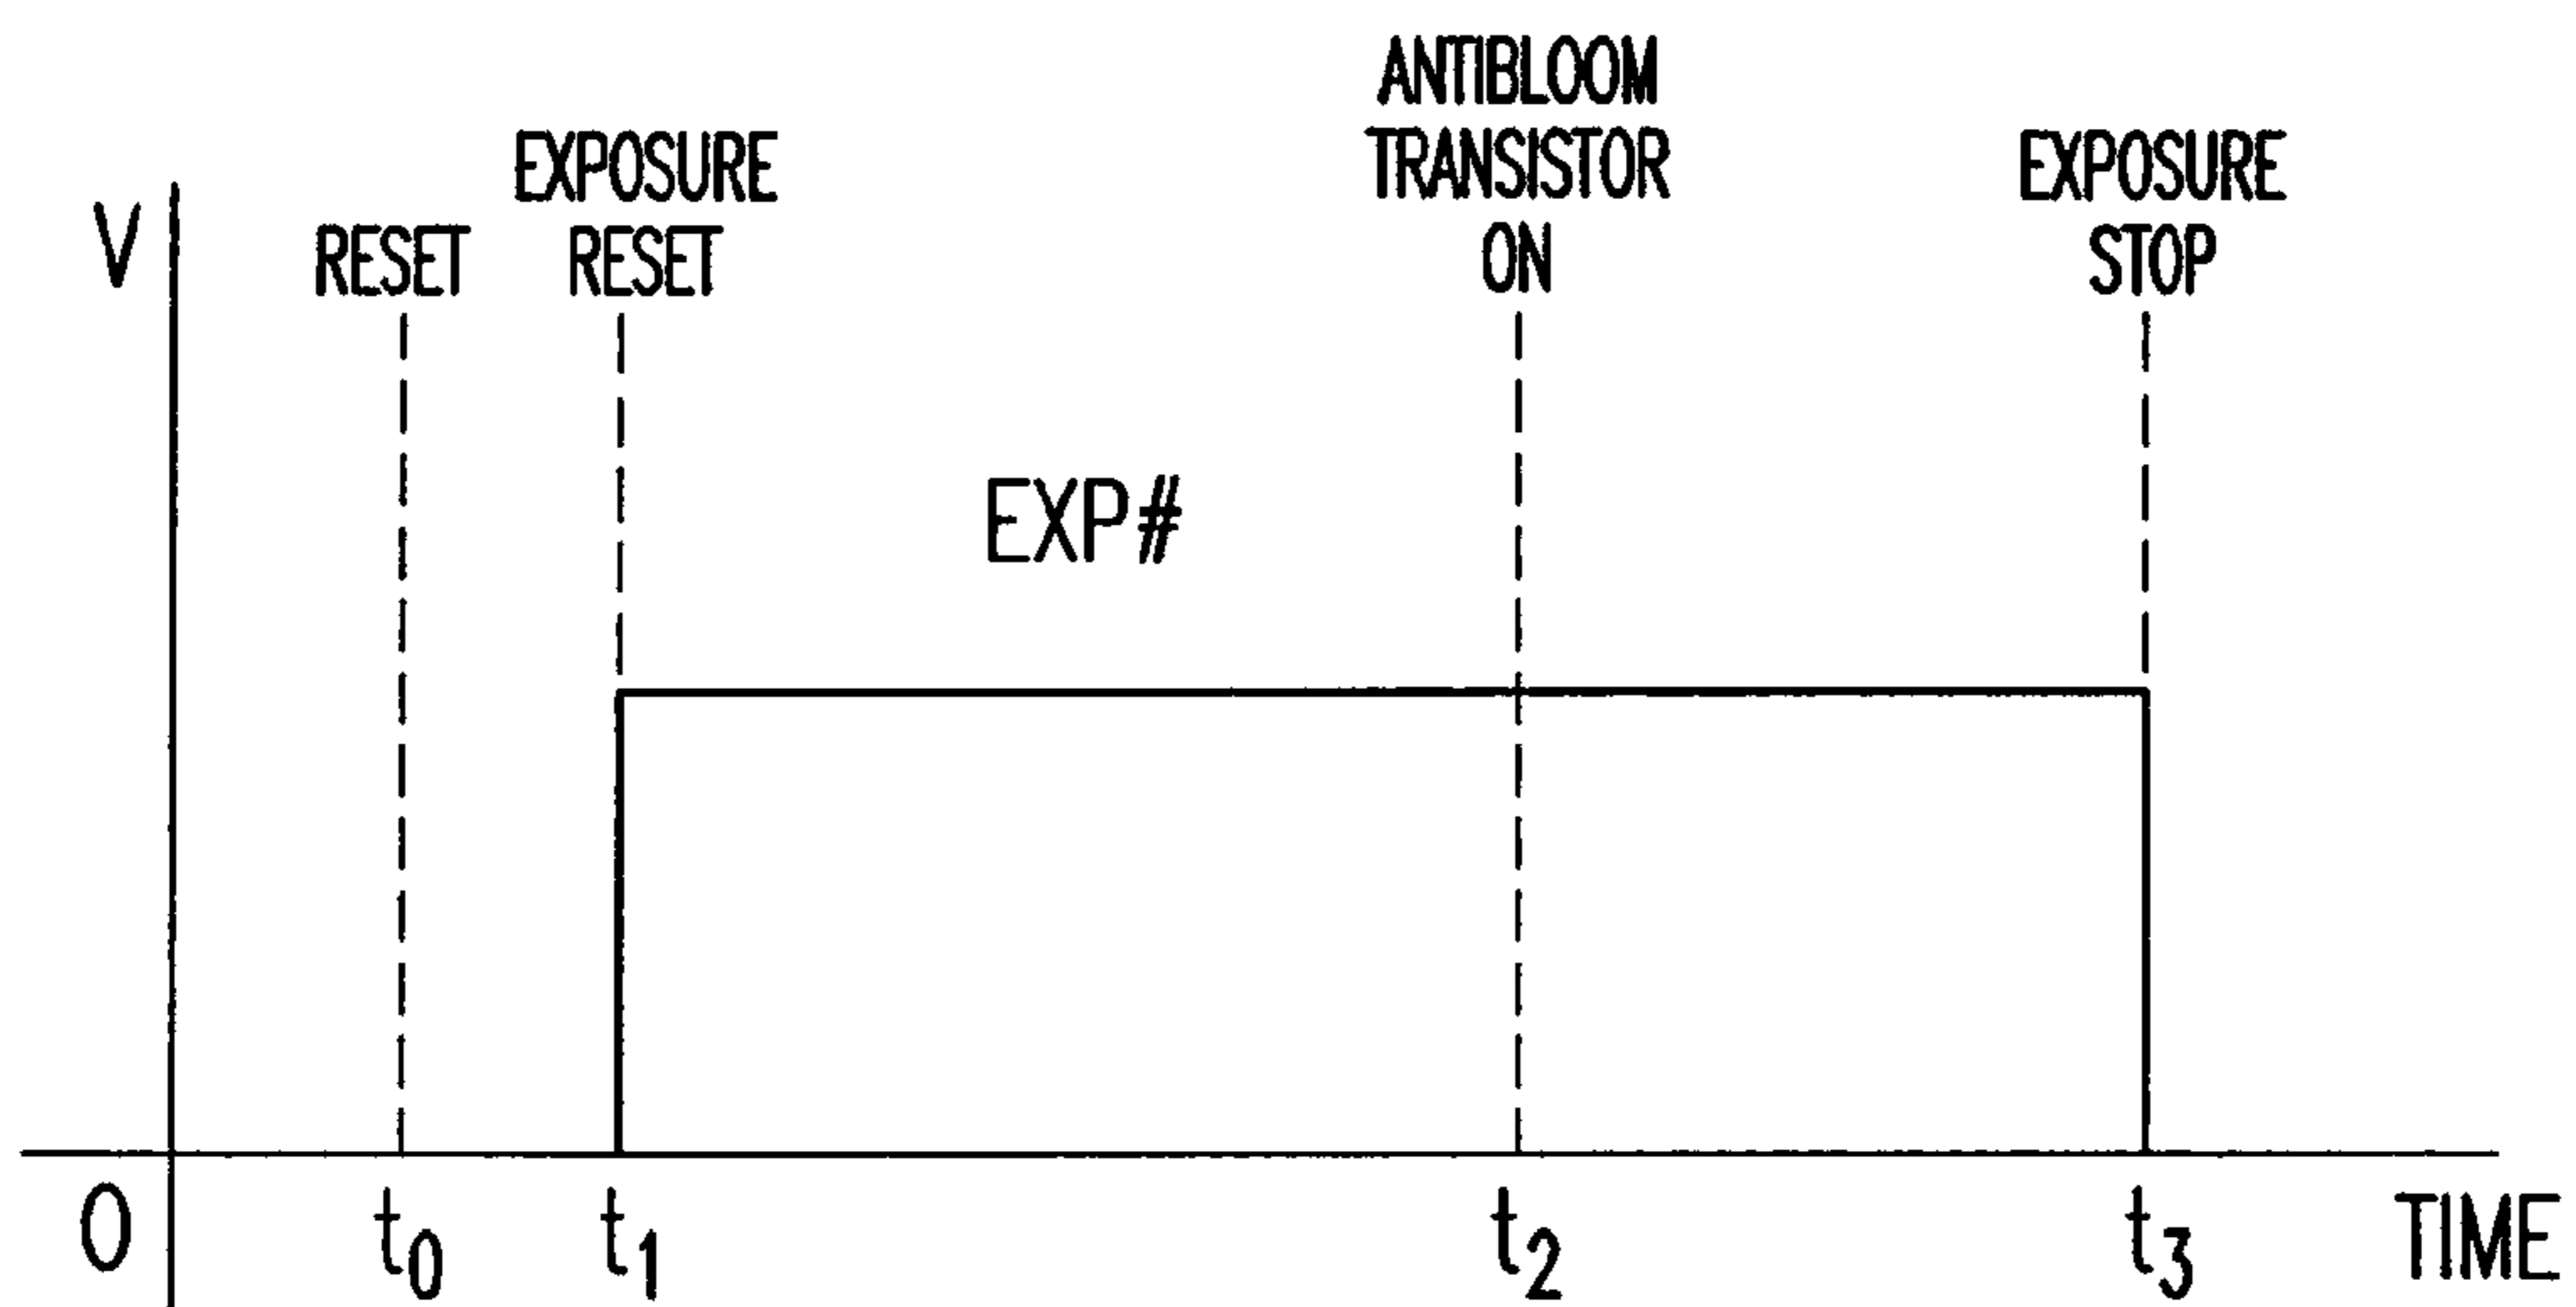 ANTIBLOOM
TRANSISTOR
ON
EXPOSURE
RESET
EXPOSURE
STOP
RESET
V
EXP#
0
t0
t1
t2
t3
TIME